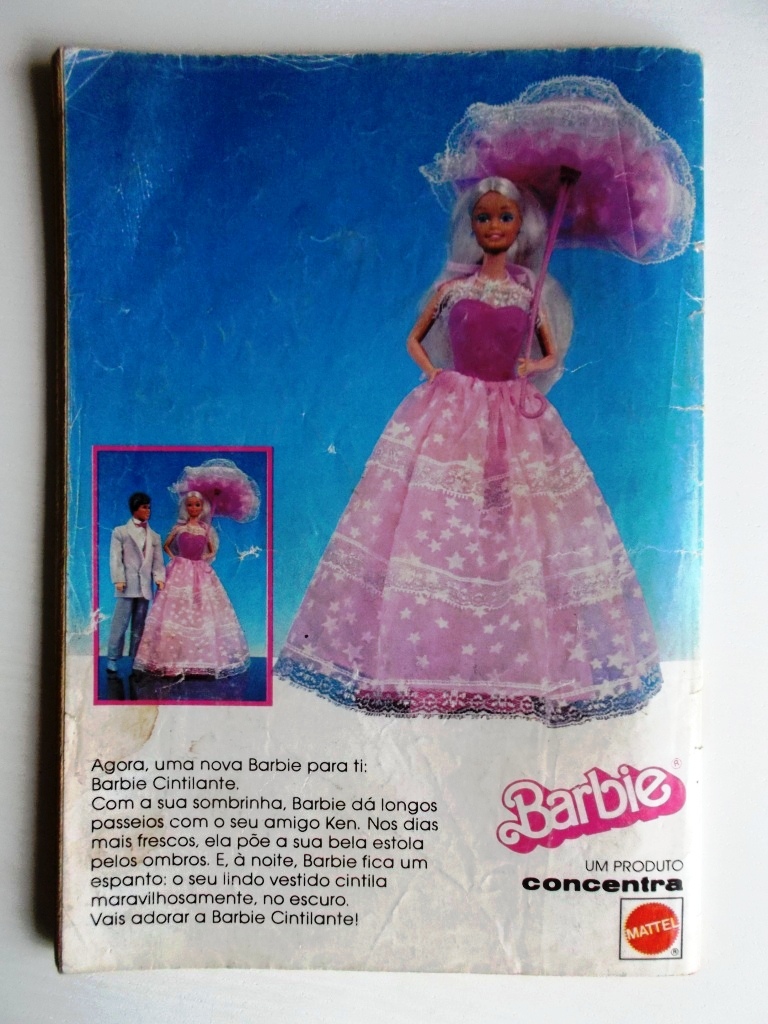 Agora, uma nova Barbie para ti:
Barbie Cintilante.
Com a sua sombrinha, Barbie dá longos
passeios com o seu amigo Ken. Nos dias
mais frescos, ela põe a sua bela estola
pelos ombros. E, à noite, Barbie fica um
espanto: o seu lindo vestido cintila
maravilhosamente, no escuro.
Vais adorar a Barbie Cintilante!
Barbie®
UM PRODUTO
concentra
MATTEL
®